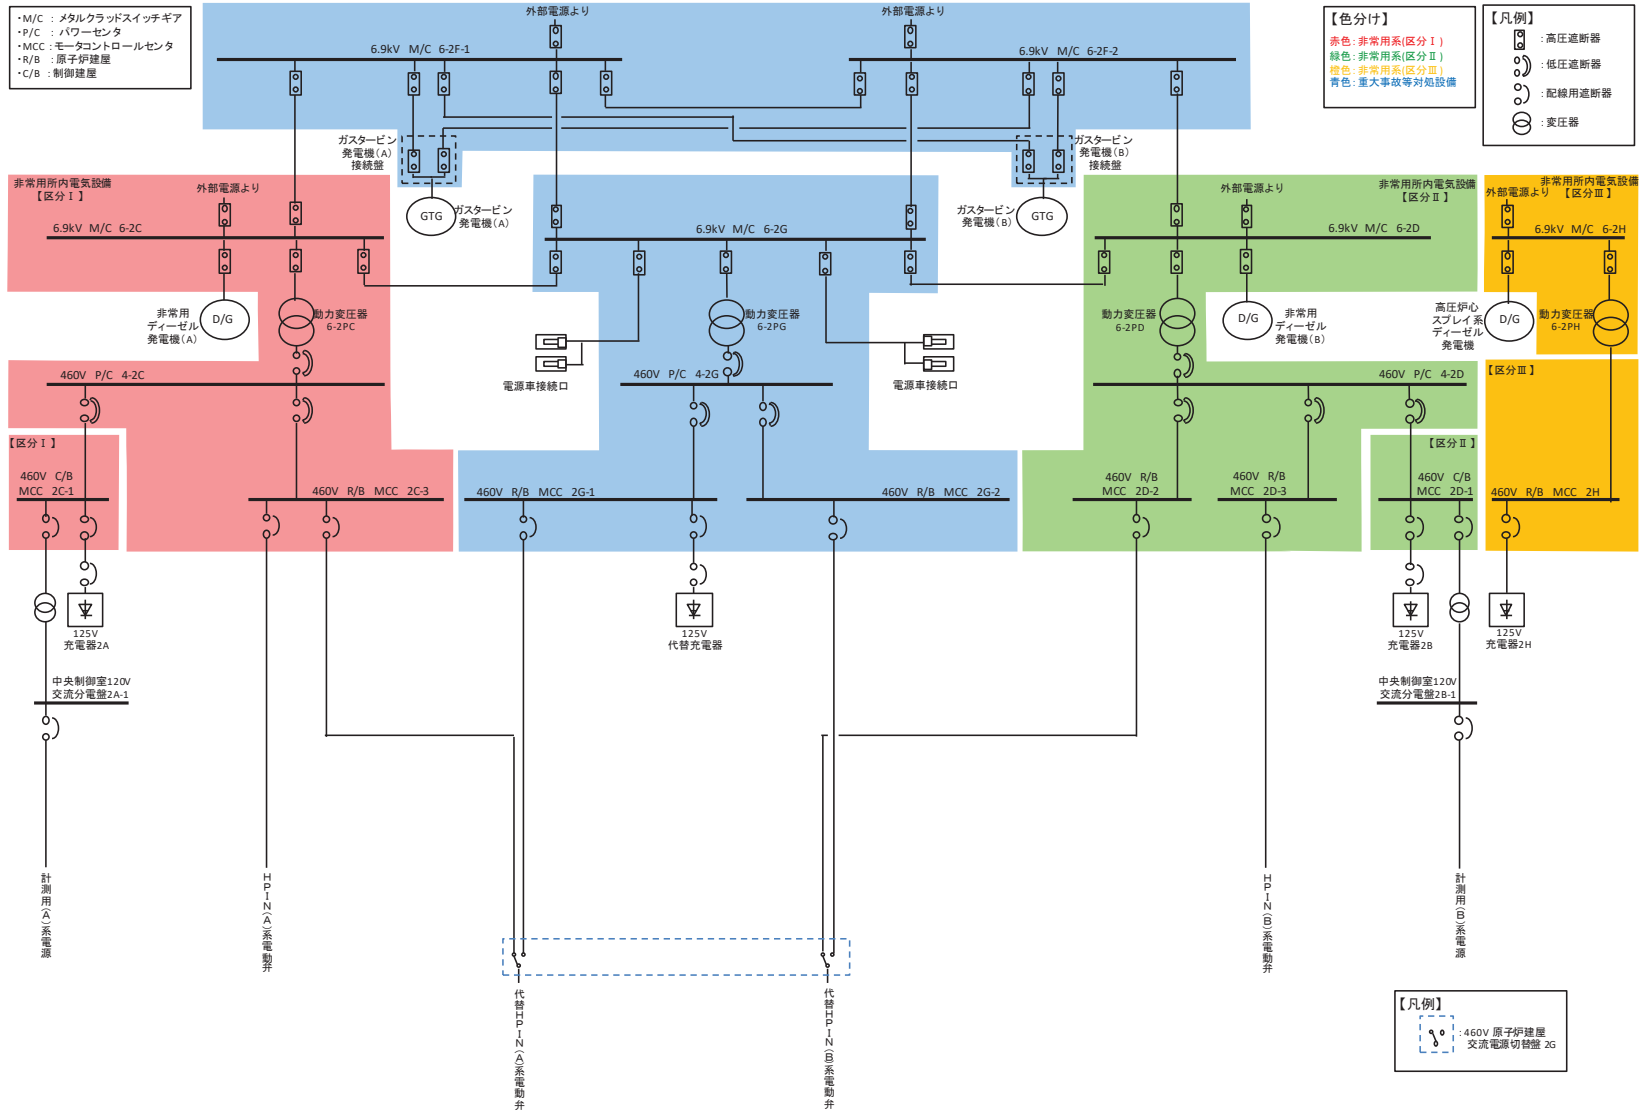 ・M/C ：メタルクラッドスイッチギア
・P/C ：パワーセンタ
・MCC：モータコントロールセンタ
・R/B ：原子炉建屋
・C/B ：制御建屋
外部電源より
外部電源より
【色分け】
赤色：非常用系(区分Ⅰ)
緑色：非常用系(区分Ⅱ)
橙色：非常用系(区分Ⅲ)
青色：重大事故等対処設備
【凡例】
：高圧遮断器
：低圧遮断器
：配線用遮断器
：変圧器
6.9kV M/C 6-2F-1
6.9kV M/C 6-2F-2
ガスタービン
発電機(A)
接続盤
ガスタービン
発電機(B)
接続盤
非常用所内電気設備
【区分Ⅰ】
外部電源より
GTG
ガスタービン
発電機(A)
ガスタービン
発電機(B)
GTG
外部電源より
非常用所内電気設備
【区分Ⅱ】
非常用所内電気設備
【区分Ⅲ】
外部電源より
6.9kV M/C 6-2C
6.9kV M/C 6-2G
6.9kV M/C 6-2D
6.9kV M/C 6-2H
非常用
ディーゼル
発電機(A)
D/G
動力変圧器
6-2PC
動力変圧器
6-2PG
動力変圧器
6-2PD
D/G
非常用
ディーゼル
発電機(B)
高圧炉心
スプレイ系
ディーゼル
発電機
D/G
動力変圧器
6-2PH
電源車接続口
電源車接続口
460V P/C 4-2C
460V P/C 4-2G
460V P/C 4-2D
【区分Ⅲ】
【区分Ⅰ】
【区分Ⅱ】
460V C/B
MCC 2C-1
460V R/B MCC 2C-3
460V R/B MCC 2G-1
460V R/B MCC 2G-2
460V R/B
MCC 2D-2
460V R/B
MCC 2D-3
460V C/B
MCC 2D-1
460V R/B MCC 2H
125V
充電器2A
125V
代替充電器
125V
充電器2B
125V
充電器2H
中央制御室120V
交流分電盤2A-1
中央制御室120V
交流分電盤2B-1
計測用(A)系電源
HPIN(A)系電動弁
代替HPIN(A)系電動弁
代替HPIN(B)系電動弁
HPIN(B)系電動弁
計測用(B)系電源
【凡例】
：460V 原子炉建屋
交流電源切替盤 2G